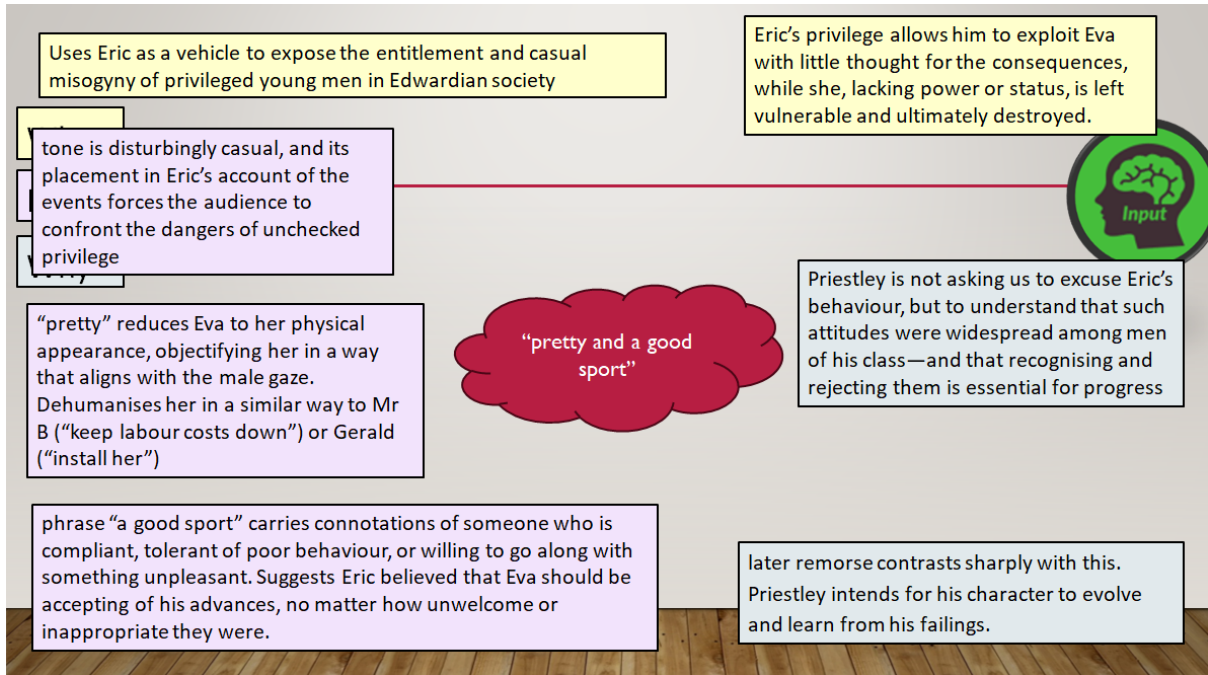 Uses Eric as a vehicle to expose the entitlement and casual
misogyny of privileged young men in Edwardian society
Eric’s privilege allows him to exploit Eva
with little thought for the consequences,
while she, lacking power or status, is left
vulnerable and ultimately destroyed.
tone is disturbingly casual, and its
placement in Eric’s account of the
events forces the audience to
confront the dangers of unchecked
privilege
Input
“pretty” reduces Eva to her physical
appearance, objectifying her in a way
that aligns with the male gaze.
Dehumanises her in a similar way to Mr
B (“keep labour costs down”) or Gerald
(“install her”)
“pretty and a good
sport”
Priestley is not asking us to excuse Eric’s
behaviour, but to understand that such
attitudes were widespread among men
of his class—and that recognising and
rejecting them is essential for progress
phrase “a good sport” carries connotations of someone who is
compliant, tolerant of poor behaviour, or willing to go along with
something unpleasant. Suggests Eric believed that Eva should be
accepting of his advances, no matter how unwelcome or
inappropriate they were.
later remorse contrasts sharply with this.
Priestley intends for his character to evolve
and learn from his failings.